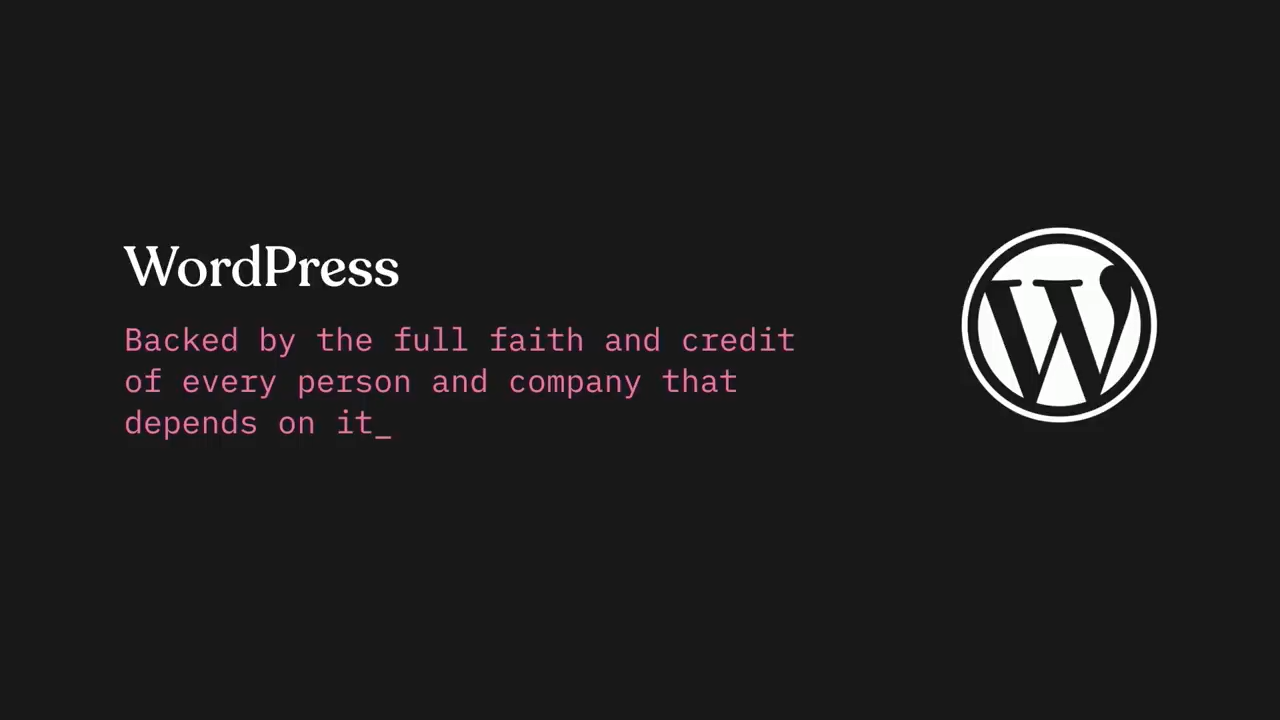 WordPress
Backed by the full faith and credit
of every person and company that
depends on it_
W